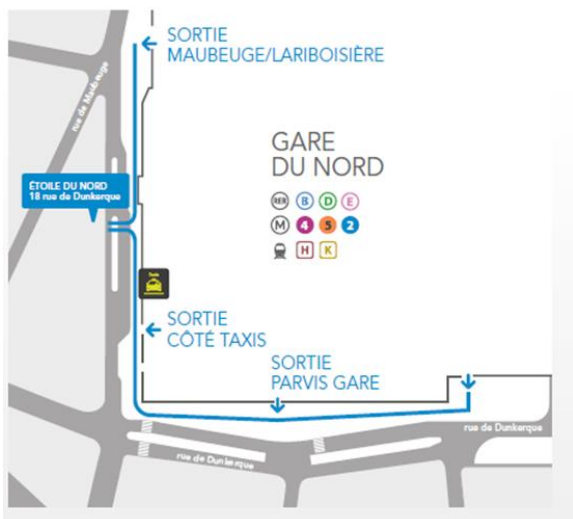 SORTIE
MAUBEUGE/LARIBOISIÈRE
rue de Maubeuge
GARE
DU NORD
RER B D E
ÉTOILE DU NORD
18 rue de Dunkerque
M 4 5 2
H K
Taxis
SORTIE
CÔTÉ TAXIS
SORTIE
PARVIS GARE
rue de Dunkerque
rue de Dunkerque